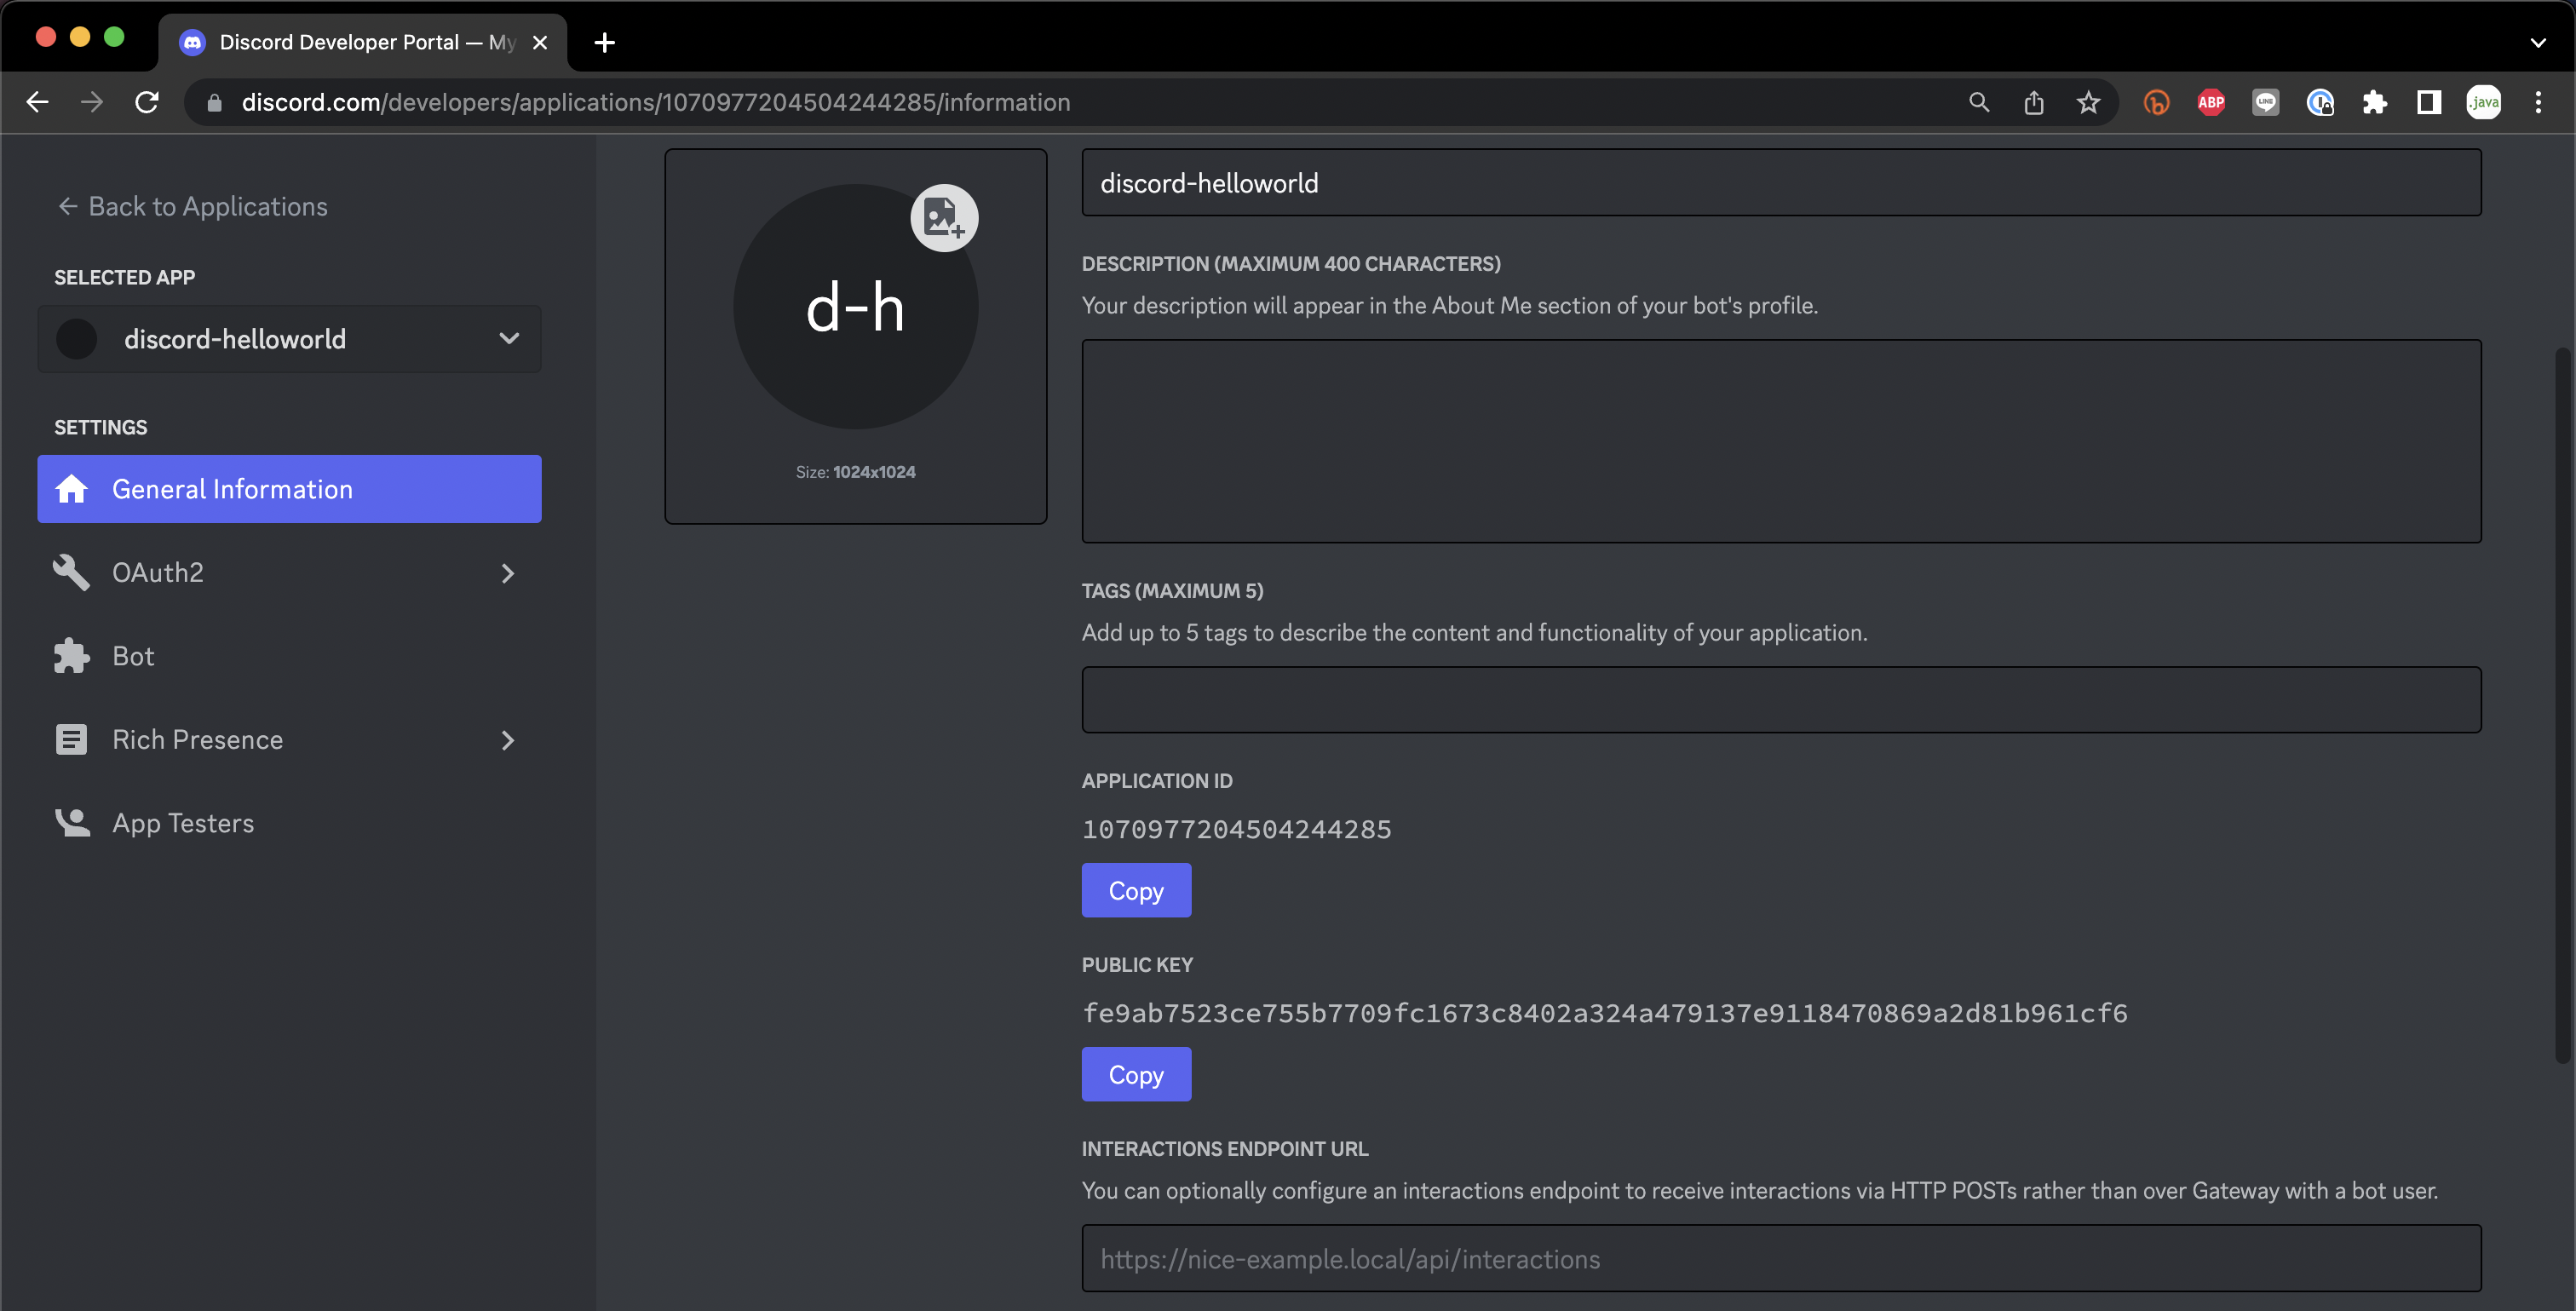 Discord Developer Portal — My
discord.com/developers/applications/1070977204504244285/information
ABP
LINE
.java
← Back to Applications
SELECTED APP
discord-helloworld
SETTINGS
General Information
OAuth2
Bot
Rich Presence
App Testers
d-h
Size: 1024x1024
discord-helloworld
DESCRIPTION (MAXIMUM 400 CHARACTERS)
Your description will appear in the About Me section of your bot's profile.
TAGS (MAXIMUM 5)
Add up to 5 tags to describe the content and functionality of your application.
APPLICATION ID
1070977204504244285
Copy
PUBLIC KEY
fe9ab7523ce755b7709fc1673c8402a324a479137e9118470869a2d81b961cf6
Copy
INTERACTIONS ENDPOINT URL
You can optionally configure an interactions endpoint to receive interactions via HTTP POSTs rather than over Gateway with a bot user.
https://nice-example.local/api/interactions